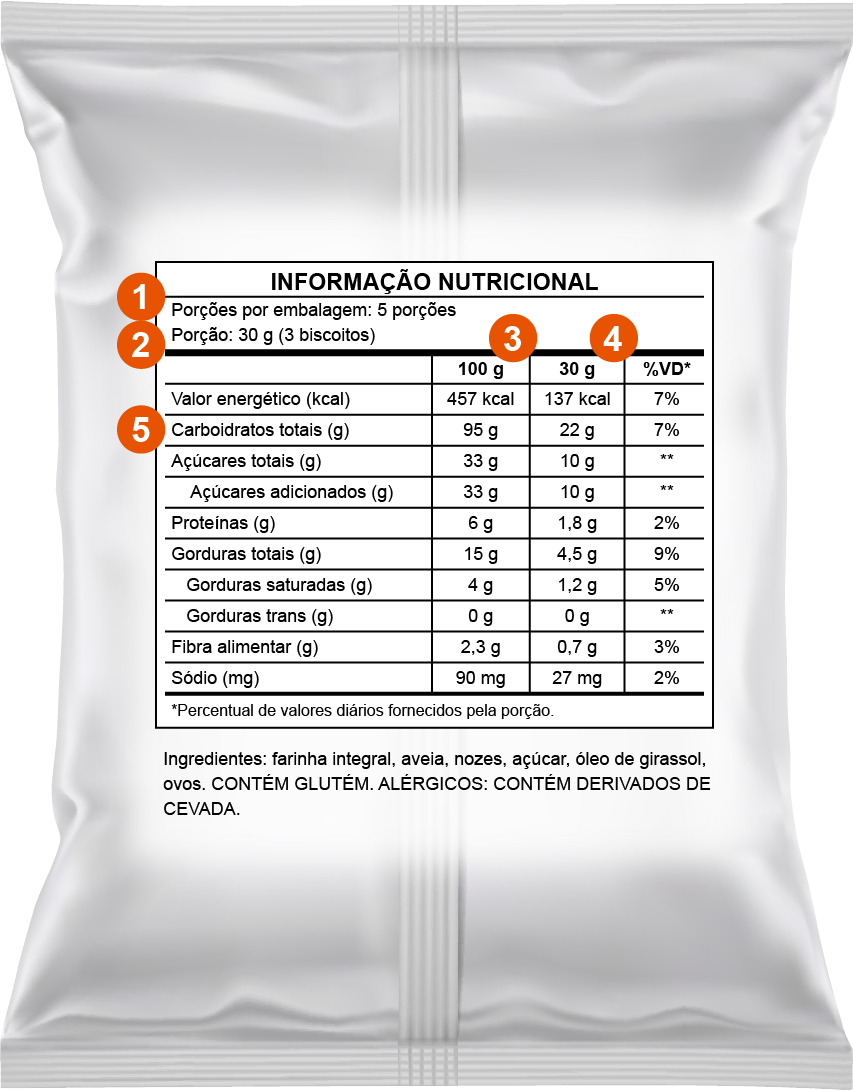 INFORMAÇÃO NUTRICIONAL
1
Porções por embalagem: 5 porções
2
Porção: 30 g (3 biscoitos)
3
4
100 g 30 g %VD*
Valor energético (kcal) 457 kcal 137 kcal 7%
5
Carboidratos totais (g) 95 g 22 g 7%
Açúcares totais (g) 33 g 10 g **
Açúcares adicionados (g) 33 g 10 g **
Proteínas (g) 6 g 1,8 g 2%
Gorduras totais (g) 15 g 4,5 g 9%
Gorduras saturadas (g) 4 g 1,2 g 5%
Gorduras trans (g) 0 g 0 g **
Fibra alimentar (g) 2,3 g 0,7 g 3%
Sódio (mg) 90 mg 27 mg 2%
*Percentual de valores diários fornecidos pela porção.
Ingredientes: farinha integral, aveia, nozes, açúcar, óleo de girassol,
ovos. CONTÉM GLUTÉM. ALÉRGICOS: CONTÉM DERIVADOS DE
CEVADA.